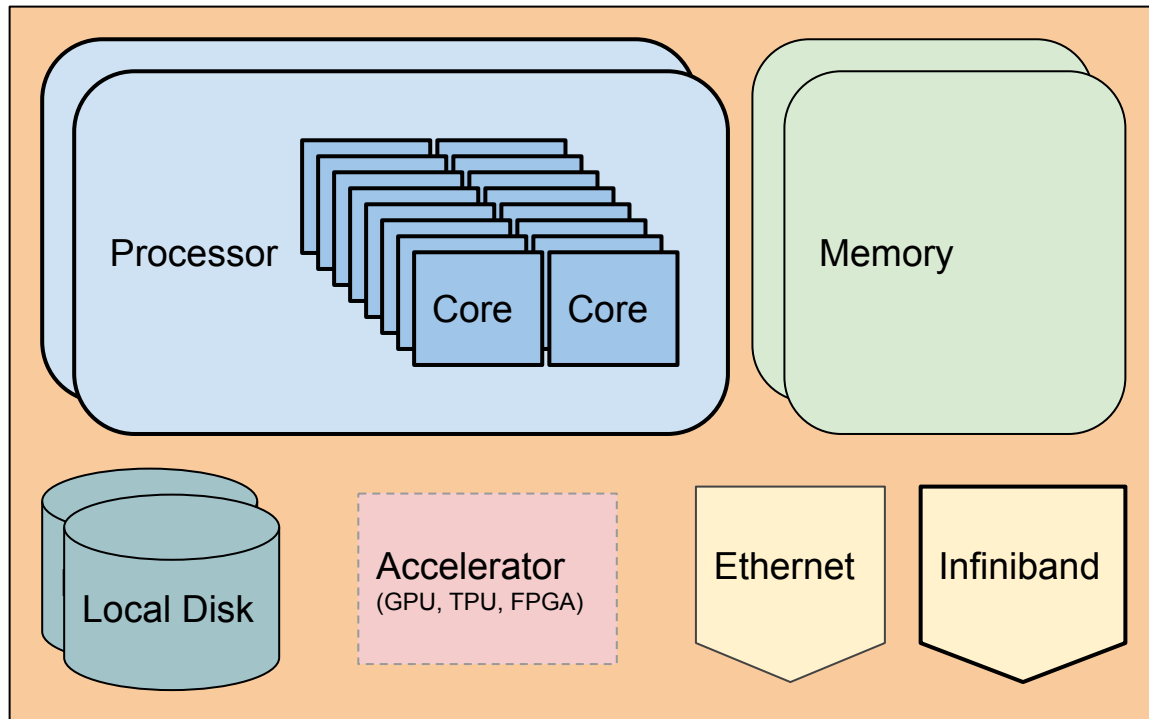 Processor
Core
Core
Memory
Local Disk
Accelerator
(GPU, TPU, FPGA)
Ethernet
Infiniband